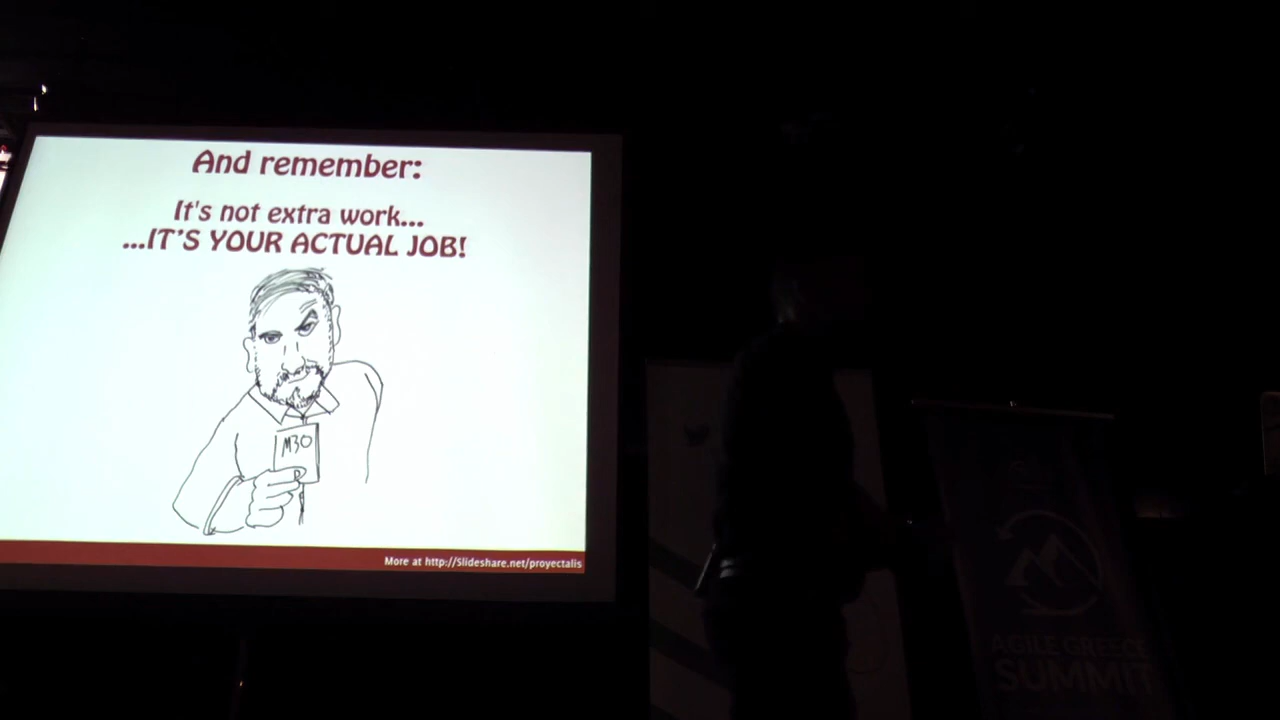 And remember:
It's not extra work...
...IT'S YOUR ACTUAL JOB!
M30
More at http://Slideshare.net/proyectalis
AGILE GREECE
SUMMIT